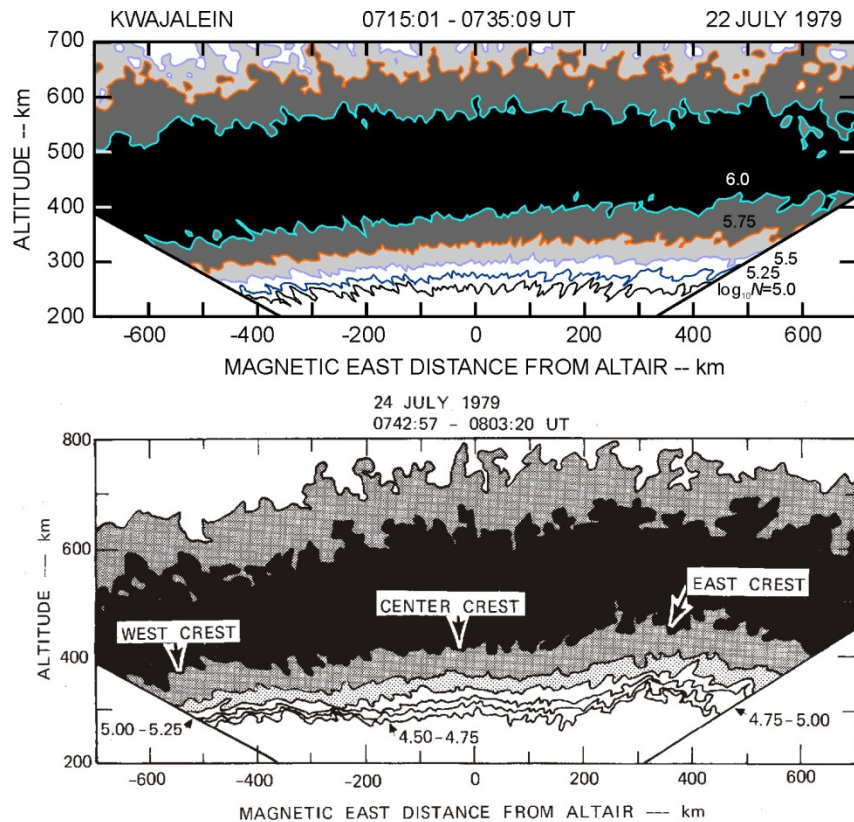 KWAJALEIN 0715:01 - 0735:09 UT 22 JULY 1979
700
600
500
400
300
200
ALTITUDE -- km
6.0
5.75
5.5
5.25
log₁₀N=5.0
-600 -400 -200 0 200 400 600
MAGNETIC EAST DISTANCE FROM ALTAIR -- km
24 JULY 1979
0742:57 - 0803:20 UT
800
600
400
200
ALTITUDE --- km
EAST CREST
CENTER CREST
WEST CREST
5.00 - 5.25
4.50 - 4.75
4.75 - 5.00
-600 -400 -200 0 200 400 600
MAGNETIC EAST DISTANCE FROM ALTAIR --- km